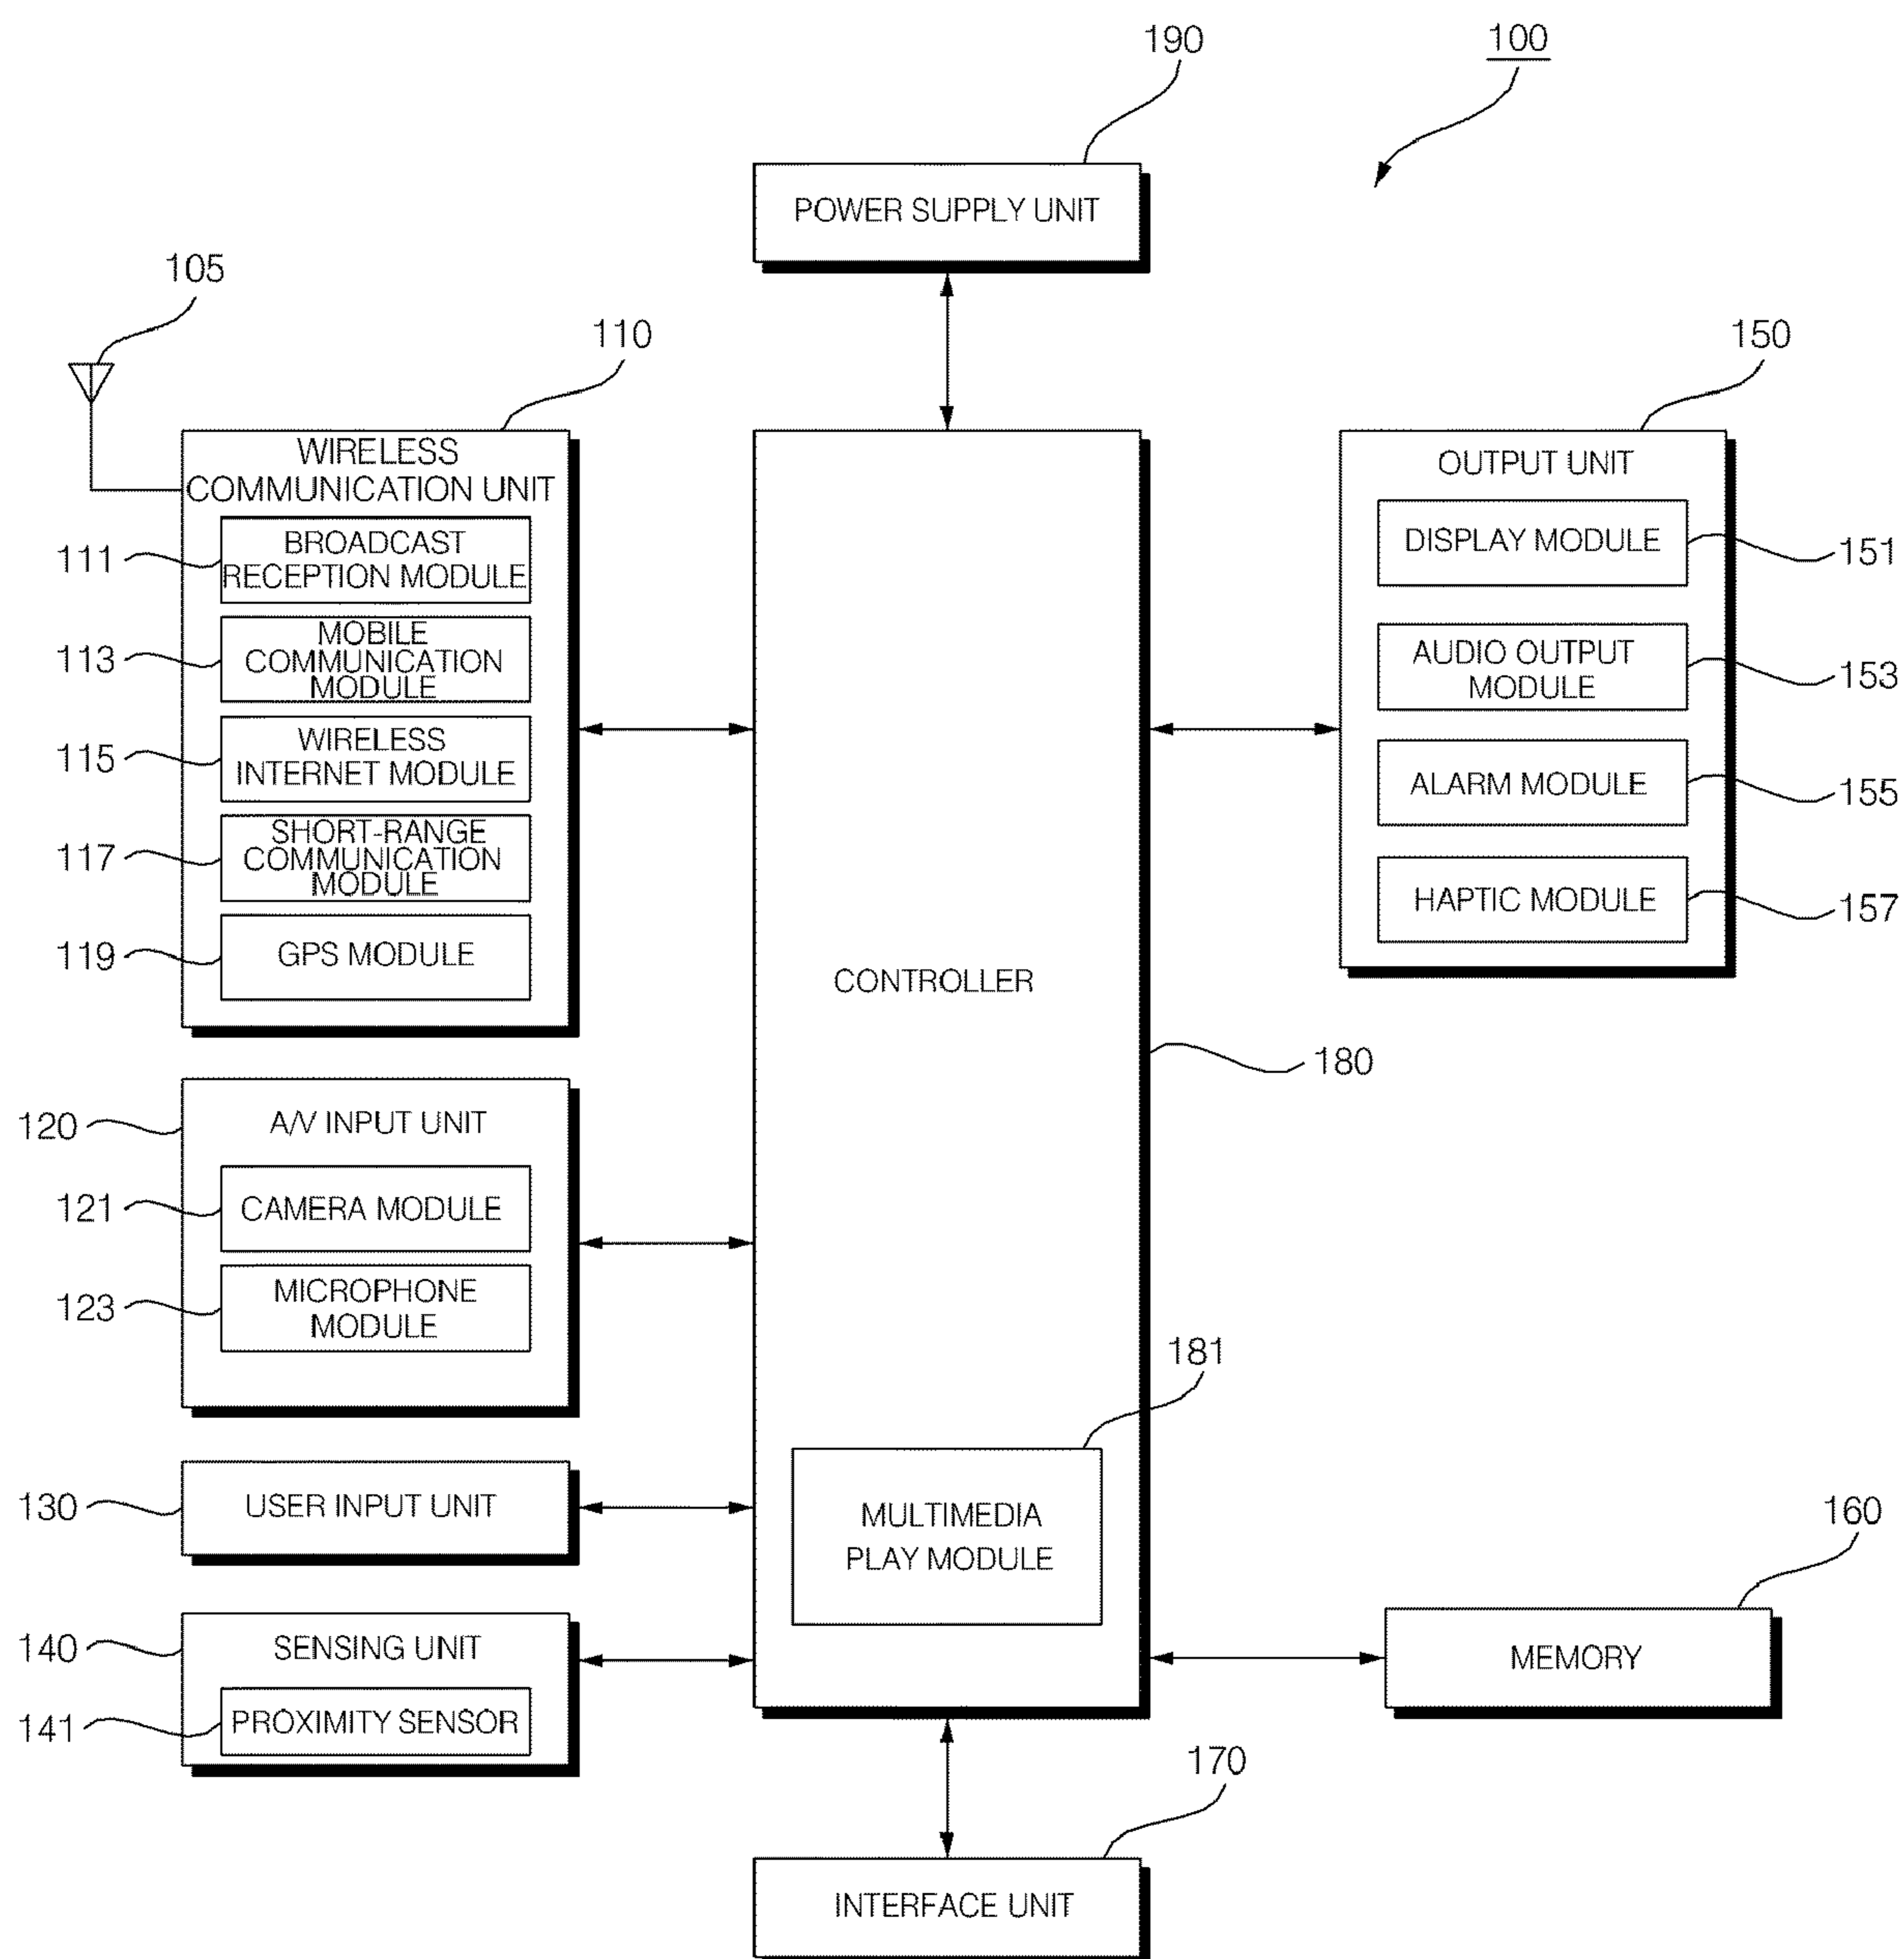 190
100
POWER SUPPLY UNIT
105
110
150
WIRELESS
COMMUNICATION UNIT
111
BROADCAST
RECEPTION MODULE
113
MOBILE
COMMUNICATION
MODULE
115
WIRELESS
INTERNET MODULE
117
SHORT-RANGE
COMMUNICATION
MODULE
119
GPS MODULE
CONTROLLER
180
OUTPUT UNIT
DISPLAY MODULE
151
AUDIO OUTPUT
MODULE
153
ALARM MODULE
155
HAPTIC MODULE
157
120
A/V INPUT UNIT
121
CAMERA MODULE
123
MICROPHONE
MODULE
181
MULTIMEDIA
PLAY MODULE
130
USER INPUT UNIT
140
SENSING UNIT
141
PROXIMITY SENSOR
160
MEMORY
170
INTERFACE UNIT